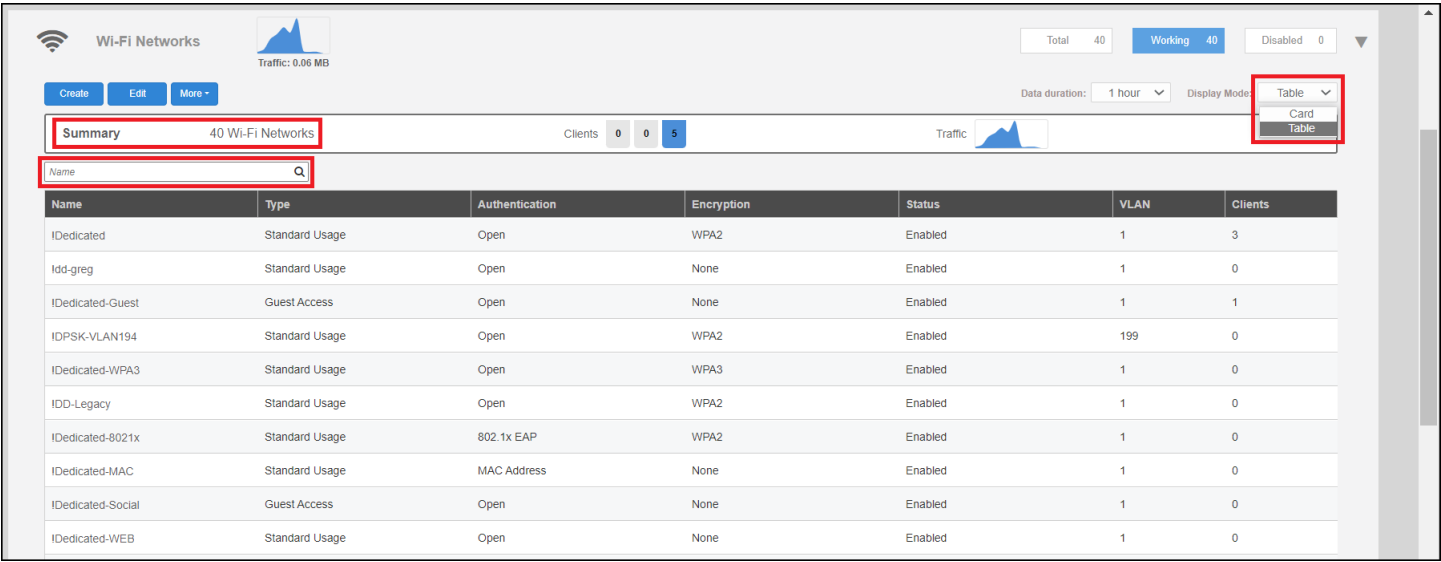 Wi-Fi Networks
Traffic: 0.06 MB
Total 40
Working 40
Disabled 0
Create Edit More
Data duration: 1 hour Display Mode: Table
Card
Table
Summary 40 Wi-Fi Networks Clients 0 0 5 Traffic
Name
Name Type Authentication Encryption Status VLAN Clients
!Dedicated Standard Usage Open WPA2 Enabled 1 3
!dd-greg Standard Usage Open None Enabled 1 0
!Dedicated-Guest Guest Access Open None Enabled 1 1
!DPSK-VLAN194 Standard Usage Open WPA2 Enabled 199 0
!Dedicated-WPA3 Standard Usage Open WPA3 Enabled 1 0
!DD-Legacy Standard Usage Open WPA2 Enabled 1 0
!Dedicated-8021x Standard Usage 802.1x EAP WPA2 Enabled 1 0
!Dedicated-MAC Standard Usage MAC Address None Enabled 1 0
!Dedicated-Social Guest Access Open None Enabled 1 0
!Dedicated-WEB Standard Usage Open None Enabled 1 0